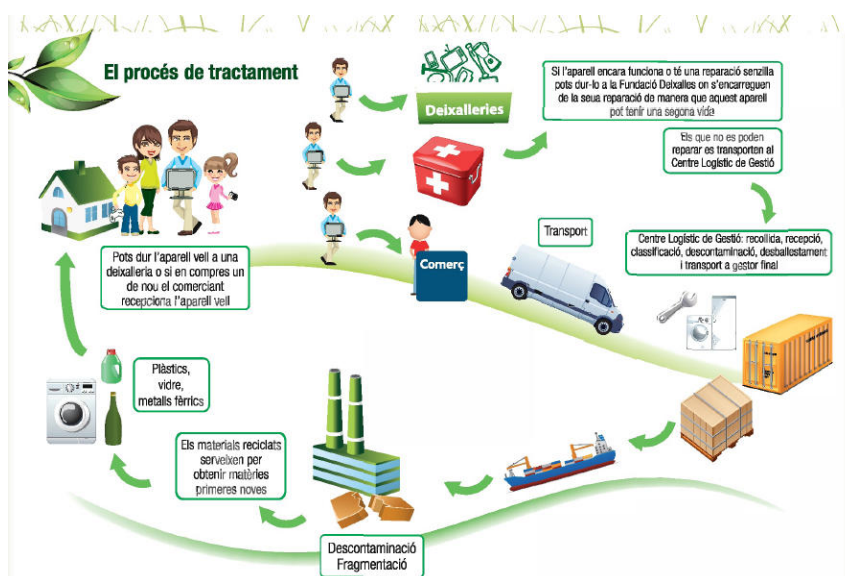 El procés de tractament
Deixalleries
Si l'aparell encara funciona o té una reparació senzilla
pots dur-lo a la Fundació Deixalles on s'encarreguen
de la seua reparació de manera que aquest aparell
pot tenir una segona vida
Els que no es poden
reparar es transporten al
Centre Logístic de Gestió
Centre Logístic de Gestió: recollida, recepció,
classificació, descontaminació, desballestament
i transport a gestor final
Transport
Comerç
Pots dur l'aparell vell a una
deixalleria o si en compres un
de nou el comerciant
recepciona l'aparell vell
Plàstics,
vidre,
metalls fèrrics
Els materials reciclats
serveixen per
obtenir matèries
primeres noves
Descontaminació
Fragmentació